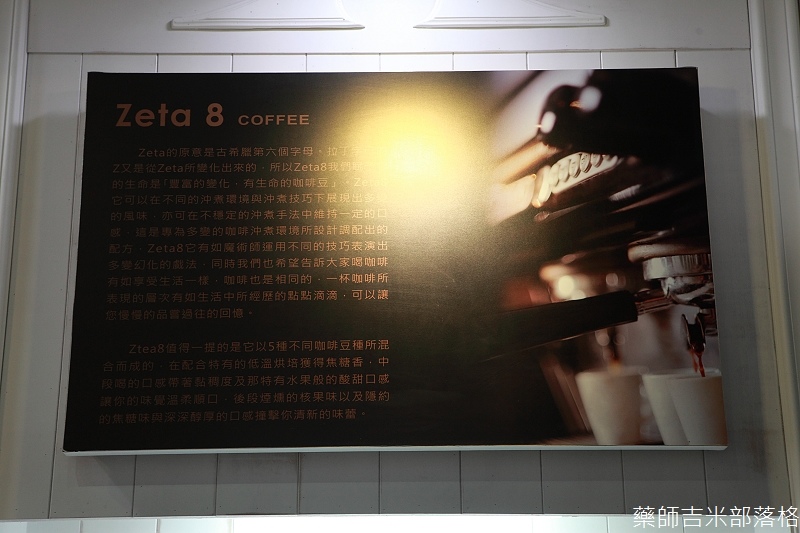 Zeta 8 COFFEE
Zeta的原意是古希臘第六個字母。拉丁
Z又是從Zeta所變化出來的，所以Zeta8我們
的生命是「豐富的變化、有生命的咖啡豆」。
它可以在不同的沖煮環境與沖煮技巧下展現出
的風味，亦可在不穩定的沖煮手法中維持一定的口
感，這是專為多變的咖啡沖煮環境所設計調配出的
配方，Zeta8它有如魔術師運用不同的技巧表演出
多變幻化的戲法，同時我們也希望告訴大家喝咖啡
有如享受生活一樣，咖啡也是相同的，一杯咖啡所
表現的層次有如生活中所經歷的點點滴滴，可以讓
您慢慢的品嘗過往的回憶。
Ztea8值得一提的是它以5種不同咖啡豆種所混
合而成的，在配合特有的低溫烘培獲得焦糖香，中
段喝的口感帶著黏稠度及那特有水果般的酸甜口感
讓你的味覺溫柔順口，後段煙燻的核果味以及隱約
的焦糖味與深深醇厚的口感撞擊你清新的味蕾。
藥師吉米部落格